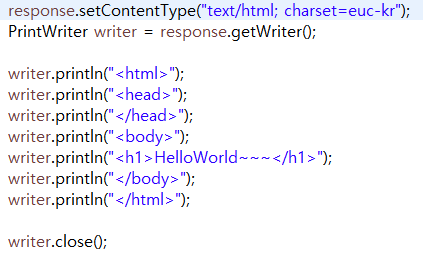 response.setContentType("text/html; charset=euc-kr");
PrintWriter writer = response.getWriter();

writer.println("<html>");
writer.println("<head>");
writer.println("</head>");
writer.println("<body>");
writer.println("<h1>HelloWorld~~~</h1>");
writer.println("</body>");
writer.println("</html>");

writer.close();